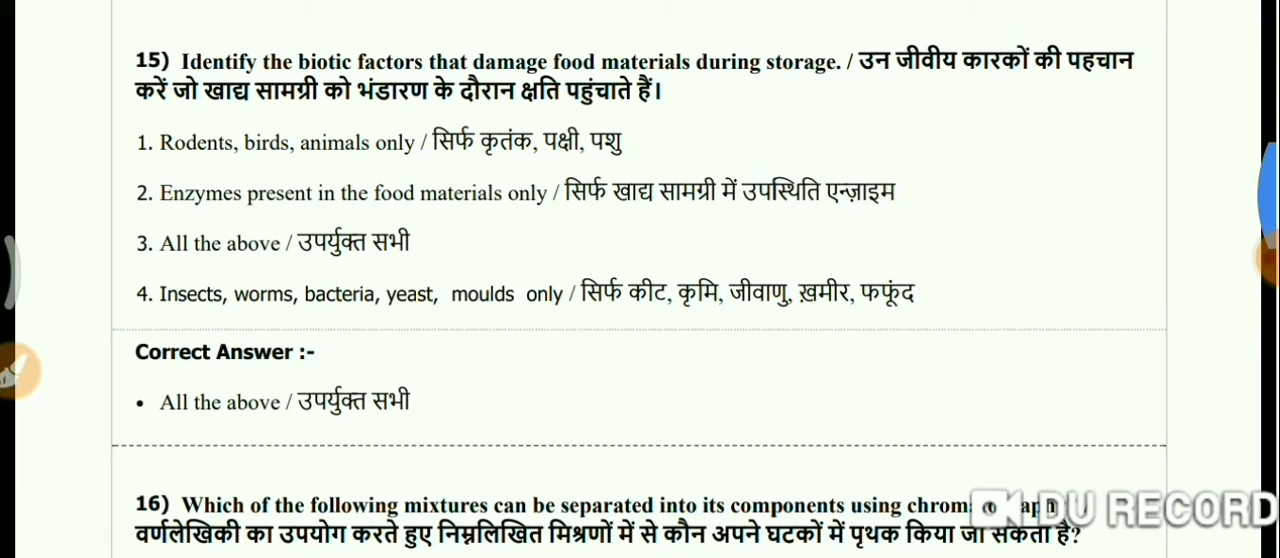 15) Identify the biotic factors that damage food materials during storage. / उन जीवीय कारकों की पहचान
करें जो खाद्य सामग्री को भंडारण के दौरान क्षति पहुंचाते हैं।
1. Rodents, birds, animals only / सिर्फ कृतंक, पक्षी, पशु
2. Enzymes present in the food materials only / सिर्फ खाद्य सामग्री में उपस्थिति एन्ज़ाइम
3. All the above / उपर्युक्त सभी
4. Insects, worms, bacteria, yeast, moulds only / सिर्फ कीट, कृमि, जीवाणु, ख़मीर, फफूंद
Correct Answer :-
• All the above / उपर्युक्त सभी
16) Which of the following mixtures can be separated into its components using
DU RECORD
वर्णलेखिकी का उपयोग करते हुए निम्नलिखित मिश्रणों में से कौन अपने घटकों में पृथक किया जा सकता है?